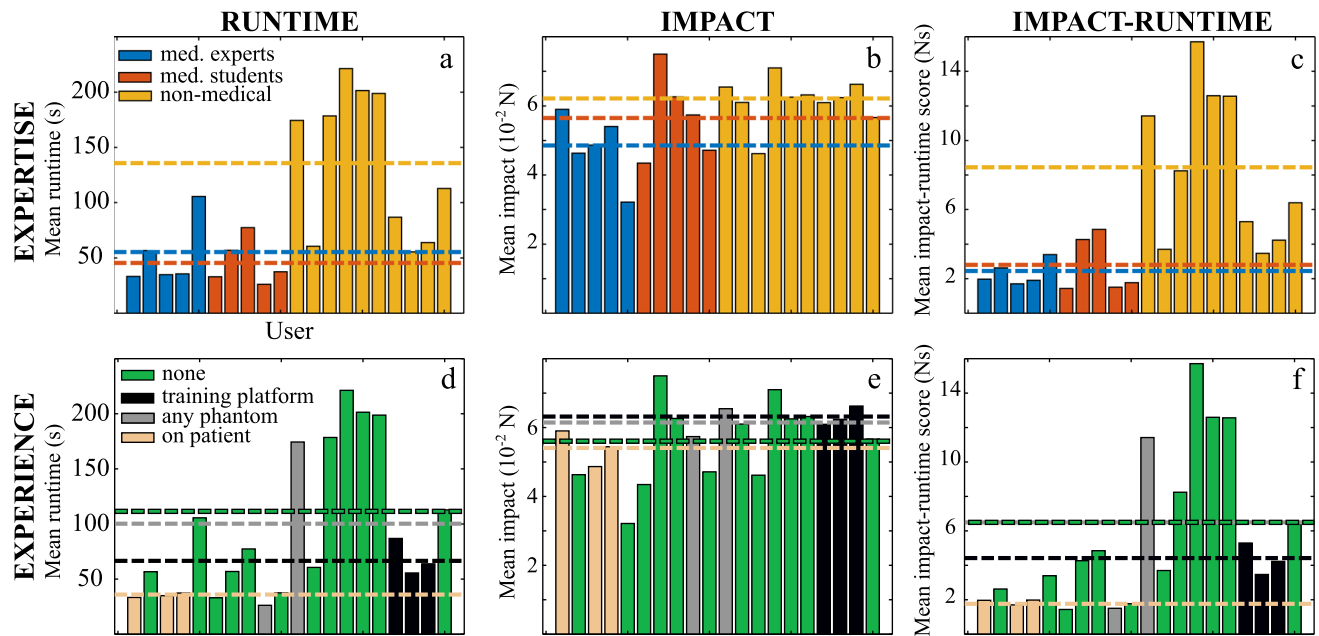 RUNTIME
IMPACT
IMPACT-RUNTIME
EXPERTISE
Mean runtime (s)
200
150
100
50
med. experts
med. students
non-medical
a
User
Mean impact (10⁻² N)
6
4
2
b
Mean impact-runtime score (Ns)
14
10
6
2
c
EXPERIENCE
Mean runtime (s)
200
150
100
50
none
training platform
any phantom
on patient
d
Mean impact (10⁻² N)
6
4
2
e
Mean impact-runtime score (Ns)
14
10
6
2
f